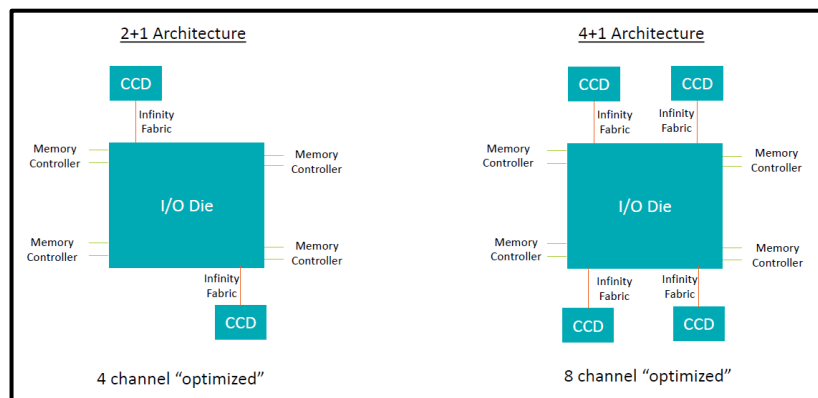 2+1 Architecture
CCD
Infinity
Fabric
Memory
Controller
Memory
Controller
I/O Die
Memory
Controller
Memory
Controller
Infinity
Fabric
CCD
4 channel “optimized”
4+1 Architecture
CCD
CCD
Infinity
Fabric
Infinity
Fabric
Memory
Controller
Memory
Controller
I/O Die
Memory
Controller
Memory
Controller
Infinity
Fabric
Infinity
Fabric
CCD
CCD
8 channel “optimized”